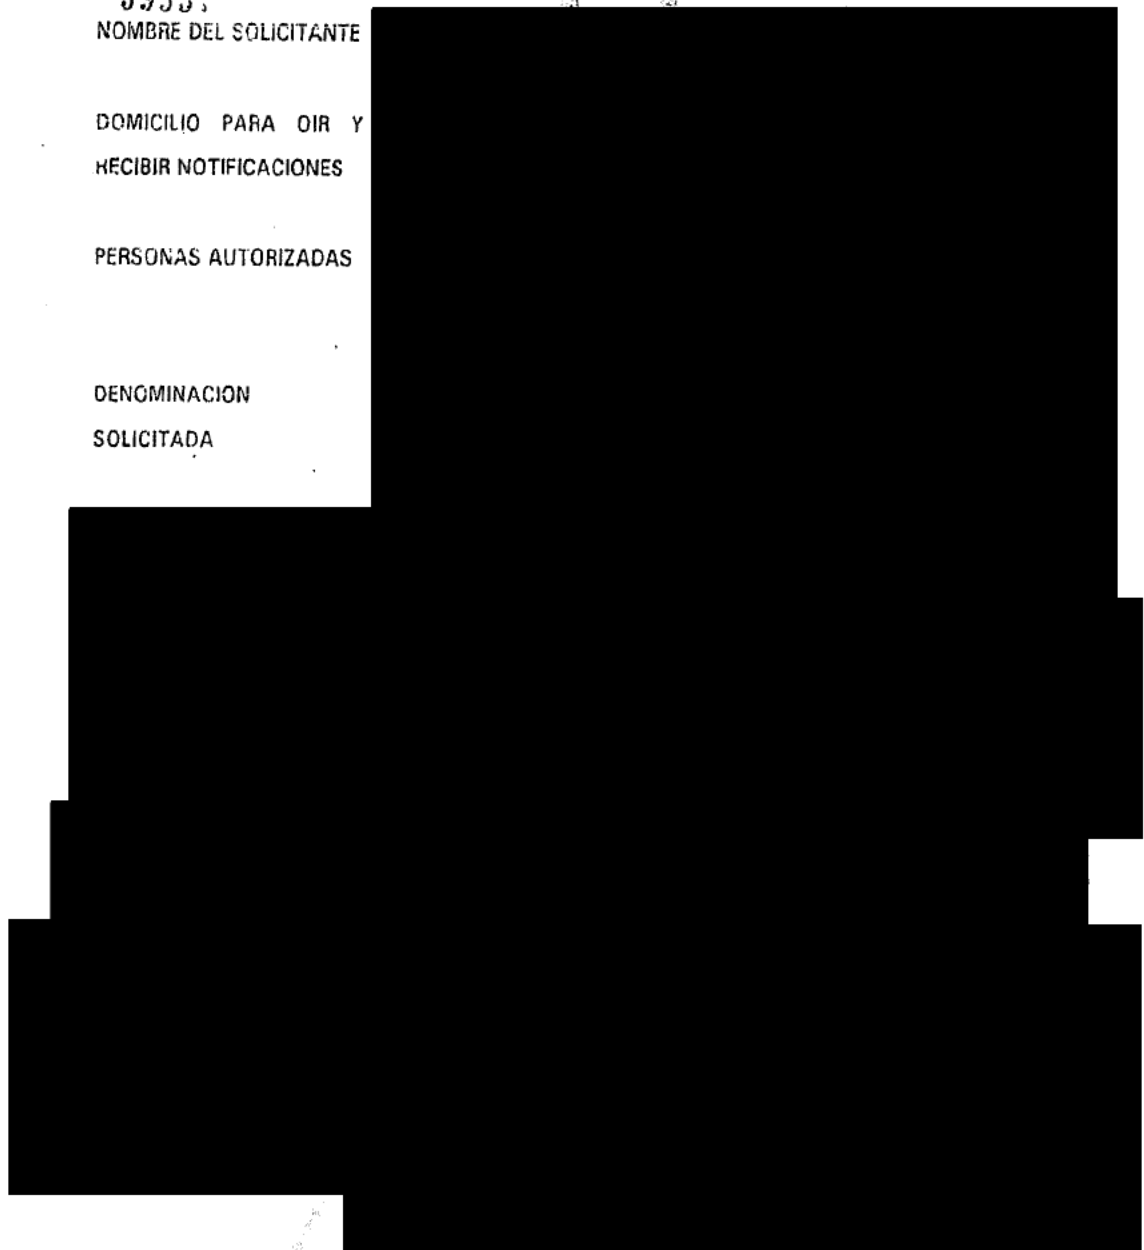 NOMBRE DEL SOLICITANTE
DOMICILIO PARA OIR Y
RECIBIR NOTIFICACIONES
PERSONAS AUTORIZADAS
DENOMINACION
SOLICITADA